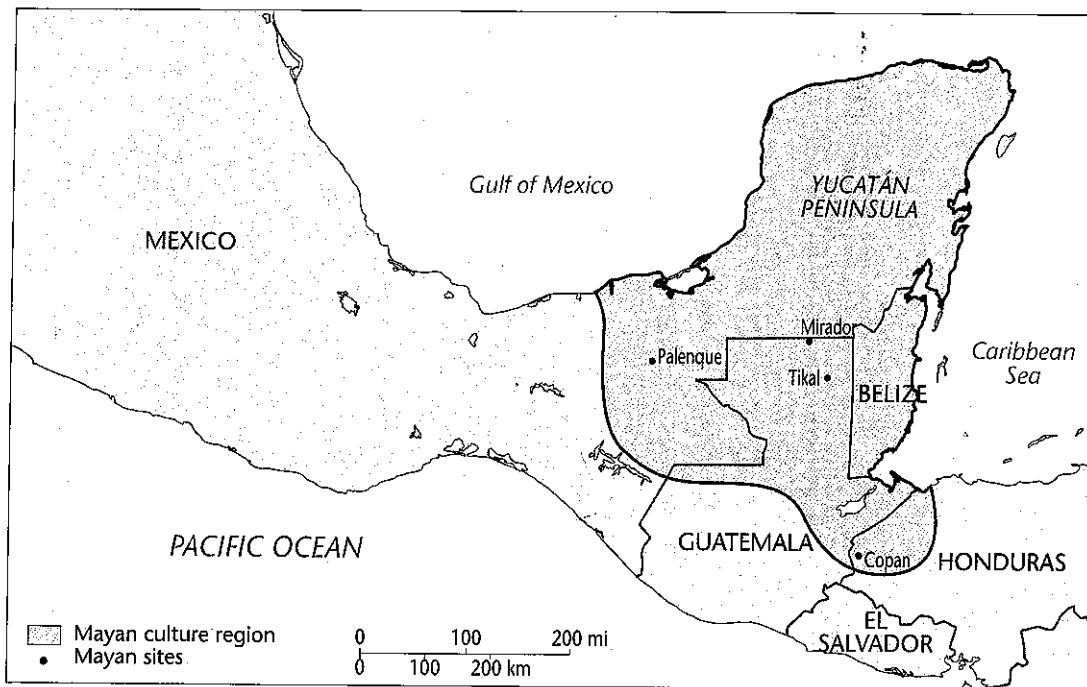 Gulf of Mexico
YUCATÁN
PENINSULA
MEXICO
Mirado
Palenque
Caribbean
Sea
Tikal
BELIZE
PACIFIC OCEAN
GUATEMALA
Copan
HONDURAS
EL
SALVADOR
Mayan culture region
Mayan sites
0 100 200 mi
0 100 200 km